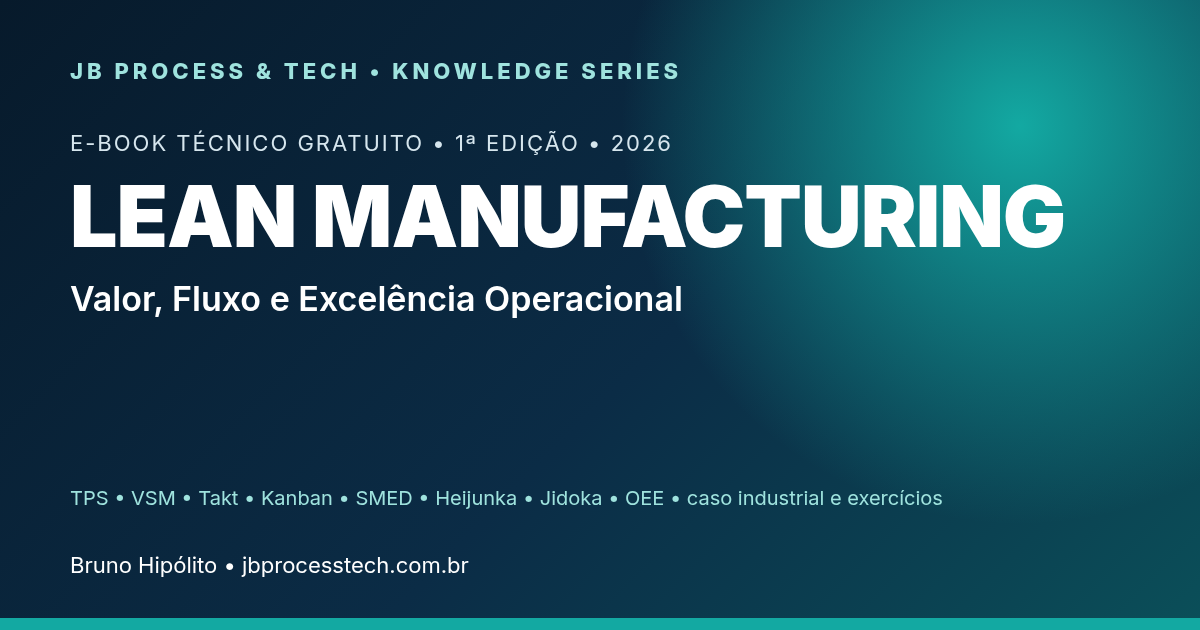 JB PROCESS & TECH • KNOWLEDGE SERIES
E-BOOK TÉCNICO GRATUITO • 1ª EDIÇÃO • 2026
LEAN MANUFACTURING
Valor, Fluxo e Excelência Operacional
TPS • VSM • Takt • Kanban • SMED • Heijunka • Jidoka • OEE • caso industrial e exercícios
Bruno Hipólito • jbprocesstech.com.br